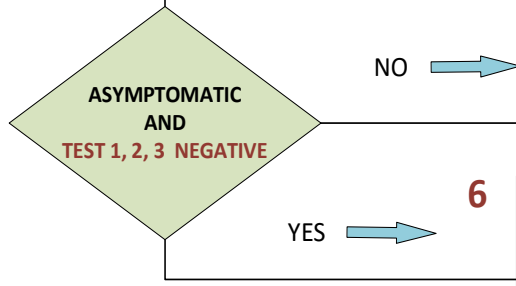 NO
ASYMPTOMATIC
AND
TEST 1, 2, 3 NEGATIVE
6
YES